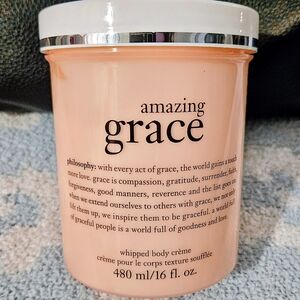 amazing
grace
philosophy: with every act of grace, the world gains a touch
more love. grace is compassion, gratitude, surrender, faith,
forgiveness, good manners, reverence and the list goes on.
when we extend ourselves to others with grace, we not only
lift them up, we inspire them to be graceful. a world full
of graceful people is a world full of goodness and love.
whipped body crème
crème pour le corps texture soufflée
480 ml/16 fl. oz.